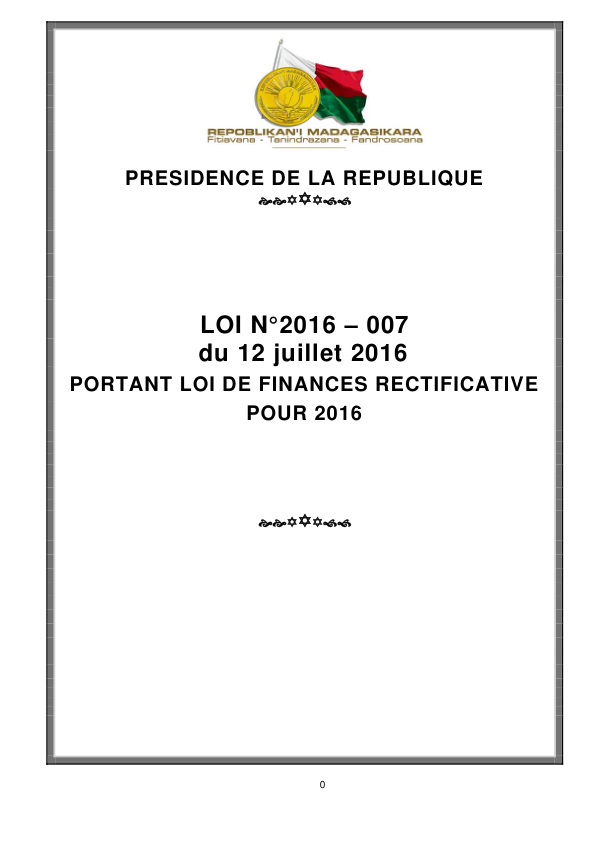 REPOBLIKAN'I MADAGASIKARA
Fitiavana - Tanindrazana - Fandrosoana
PRESIDENCE DE LA REPUBLIQUE
LOI N°2016 – 007
du 12 juillet 2016
PORTANT LOI DE FINANCES RECTIFICATIVE
POUR 2016
0